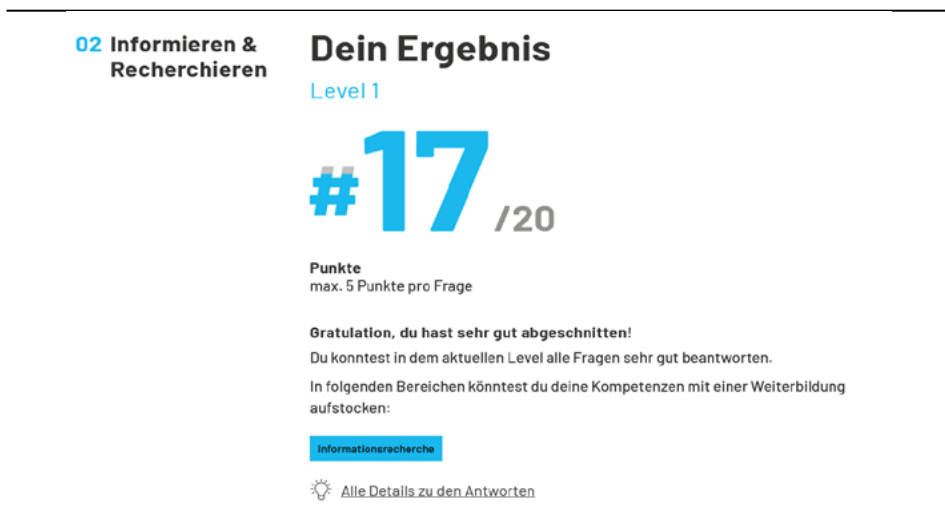 02 Informieren &
Recherchieren
Dein Ergebnis
Level 1
#17/20
Punkte
max. 5 Punkte pro Frage
Gratulation, du hast sehr gut abgeschnitten!
Du konntest in dem aktuellen Level alle Fragen sehr gut beantworten.
In folgenden Bereichen könntest du deine Kompetenzen mit einer Weiterbildung
aufstocken:
Informationsrecherche
Alle Details zu den Antworten